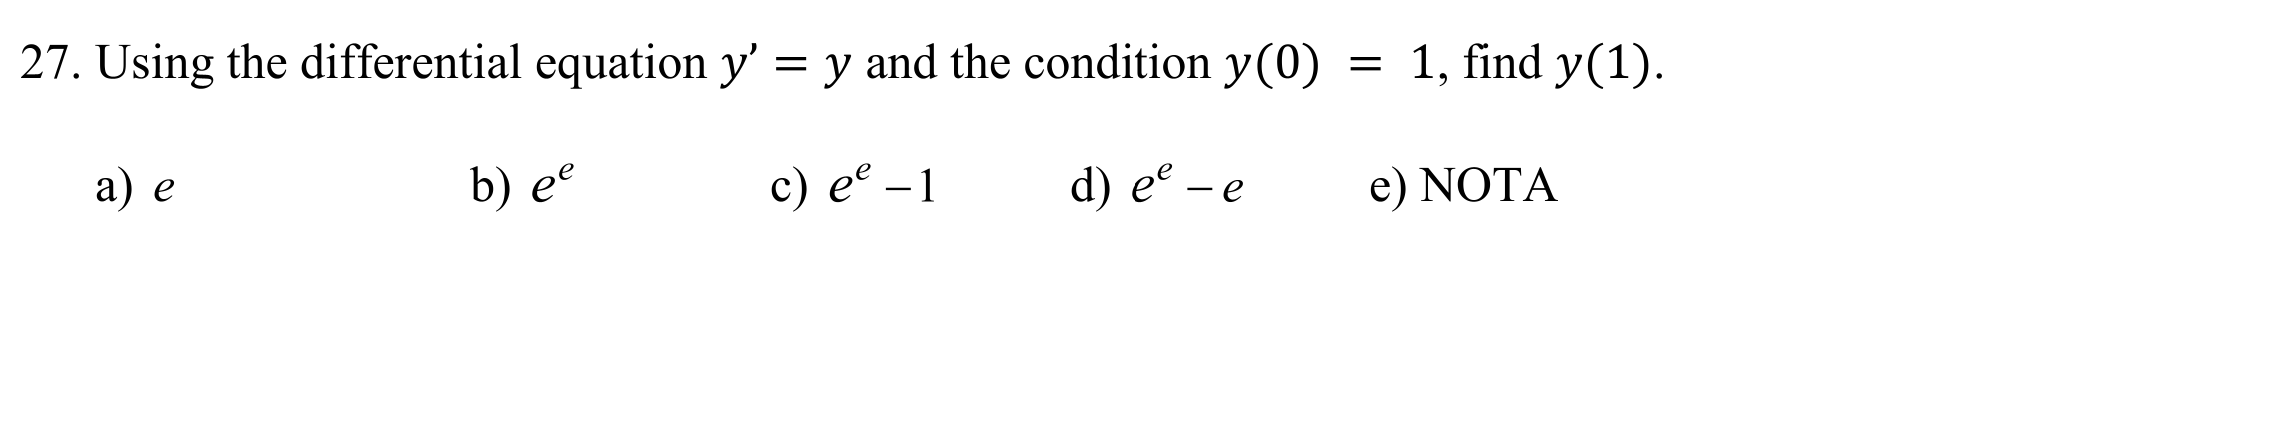 27. Using the differential equation y' = y and the condition y(0) = 1, find y(1).
a) e b) e^e c) e^e – 1 d) e^e – e e) NOTA